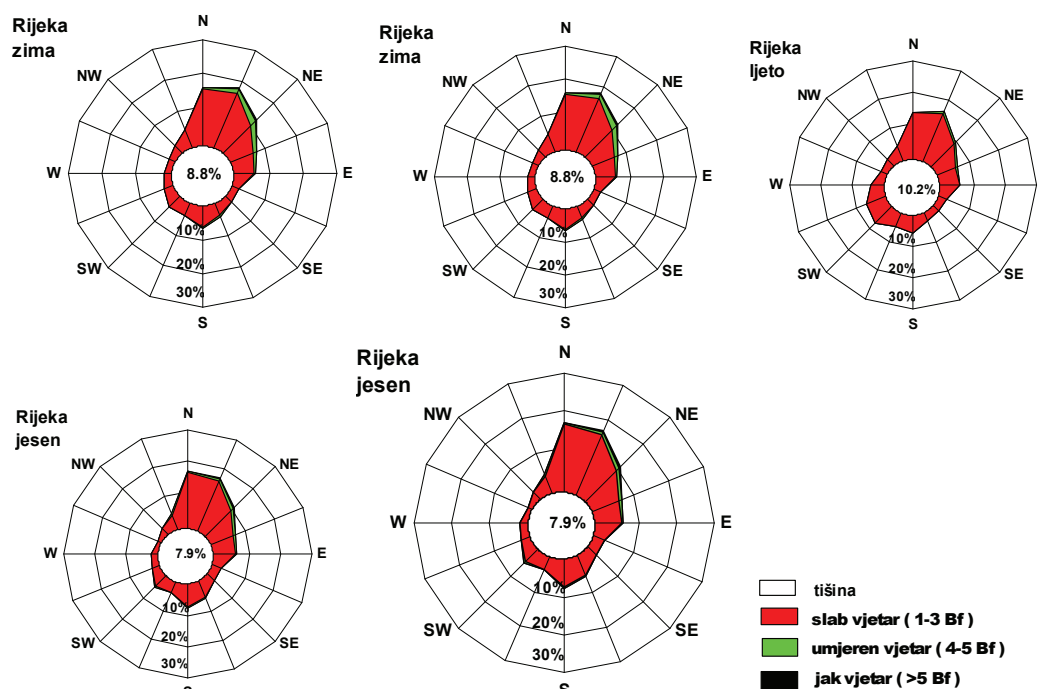 Rijeka
zima
N
NE
E
SE
S
SW
W
NW
8.8%
10%
20%
30%
Rijeka
zima
N
NE
E
SE
S
SW
W
NW
8.8%
10%
20%
30%
Rijeka
ljeto
N
NE
E
SE
S
SW
W
NW
10.2%
10%
20%
30%
Rijeka
jesen
N
NE
E
SE
S
SW
W
NW
7.9%
10%
20%
30%
Rijeka
jesen
N
NE
E
SE
S
SW
W
NW
7.9%
10%
20%
30%
tišina
slab vjetar ( 1-3 Bf )
umjeren vjetar ( 4-5 Bf )
jak vjetar ( >5 Bf )